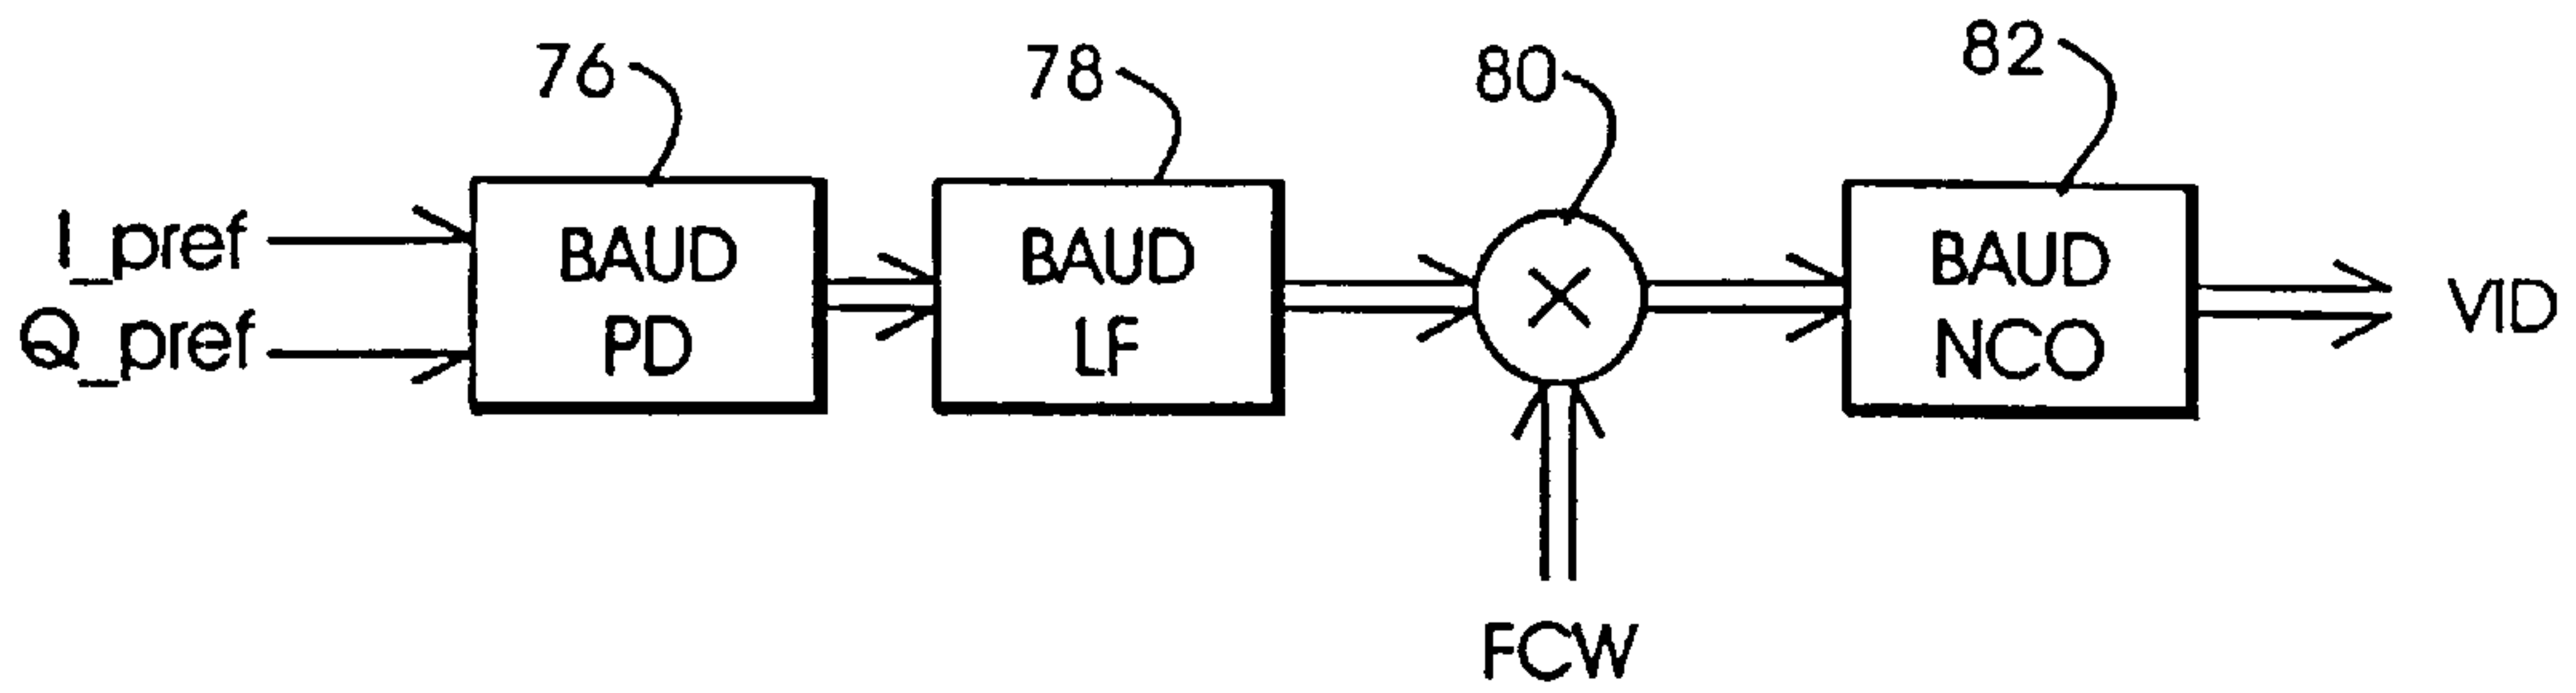 76
78
80
82
I_pref
Q_pref
BAUD
PD
BAUD
LF
×
BAUD
NCO
VID
FCW